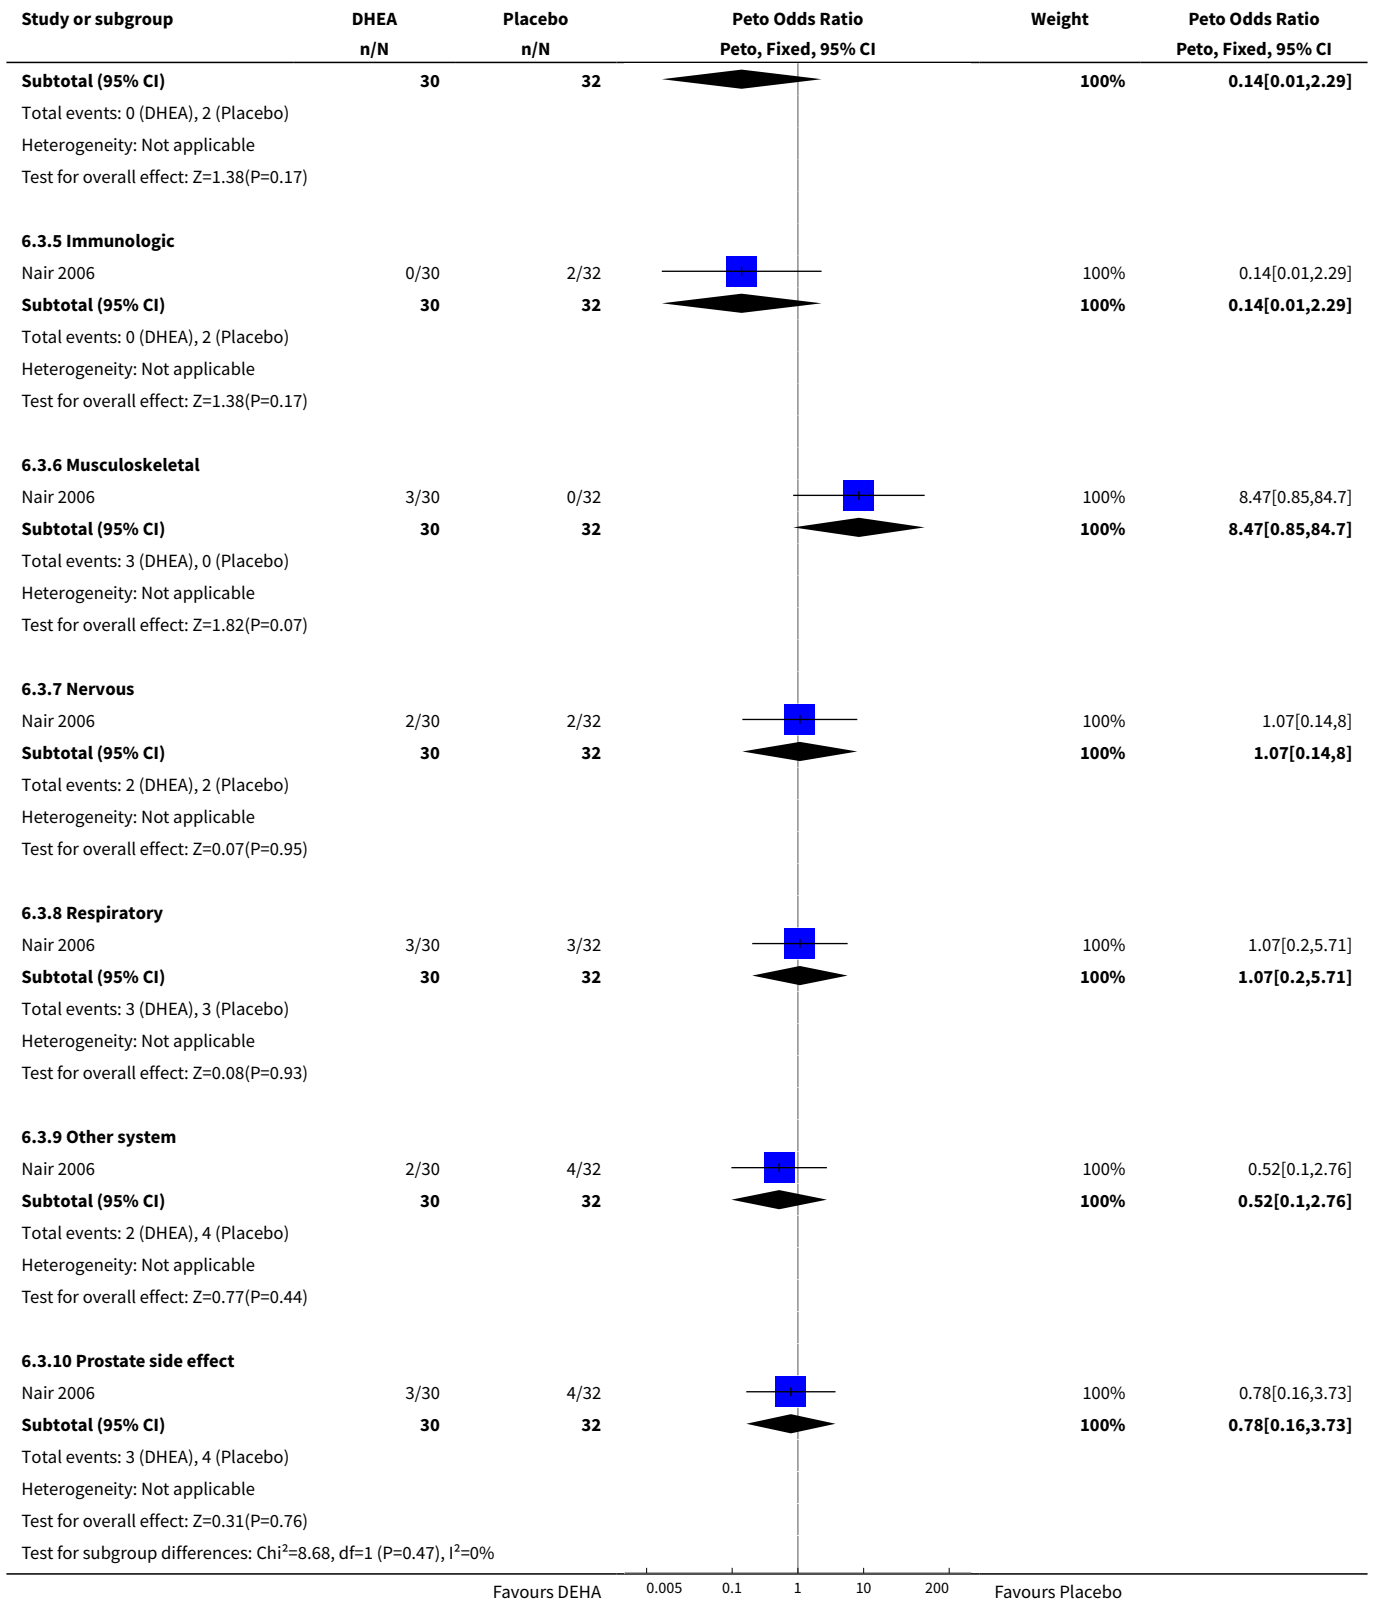 Study or subgroup DHEA Placebo Peto Odds Ratio Weight Peto Odds Ratio
n/N n/N Peto, Fixed, 95% CI Peto, Fixed, 95% CI
Subtotal (95% CI) 30 32 100% 0.14[0.01,2.29]
Total events: 0 (DHEA), 2 (Placebo)
Heterogeneity: Not applicable
Test for overall effect: Z=1.38(P=0.17)
6.3.5 Immunologic
Nair 2006 0/30 2/32 100% 0.14[0.01,2.29]
Subtotal (95% CI) 30 32 100% 0.14[0.01,2.29]
Total events: 0 (DHEA), 2 (Placebo)
Heterogeneity: Not applicable
Test for overall effect: Z=1.38(P=0.17)
6.3.6 Musculoskeletal
Nair 2006 3/30 0/32 100% 8.47[0.85,84.7]
Subtotal (95% CI) 30 32 100% 8.47[0.85,84.7]
Total events: 3 (DHEA), 0 (Placebo)
Heterogeneity: Not applicable
Test for overall effect: Z=1.82(P=0.07)
6.3.7 Nervous
Nair 2006 2/30 2/32 100% 1.07[0.14,8]
Subtotal (95% CI) 30 32 100% 1.07[0.14,8]
Total events: 2 (DHEA), 2 (Placebo)
Heterogeneity: Not applicable
Test for overall effect: Z=0.07(P=0.95)
6.3.8 Respiratory
Nair 2006 3/30 3/32 100% 1.07[0.2,5.71]
Subtotal (95% CI) 30 32 100% 1.07[0.2,5.71]
Total events: 3 (DHEA), 3 (Placebo)
Heterogeneity: Not applicable
Test for overall effect: Z=0.08(P=0.93)
6.3.9 Other system
Nair 2006 2/30 4/32 100% 0.52[0.1,2.76]
Subtotal (95% CI) 30 32 100% 0.52[0.1,2.76]
Total events: 2 (DHEA), 4 (Placebo)
Heterogeneity: Not applicable
Test for overall effect: Z=0.77(P=0.44)
6.3.10 Prostate side effect
Nair 2006 3/30 4/32 100% 0.78[0.16,3.73]
Subtotal (95% CI) 30 32 100% 0.78[0.16,3.73]
Total events: 3 (DHEA), 4 (Placebo)
Heterogeneity: Not applicable
Test for overall effect: Z=0.31(P=0.76)
Test for subgroup differences: Chi²=8.68, df=1 (P=0.47), I²=0%
Favours DEHA 0.005 0.1 1 10 200 Favours Placebo